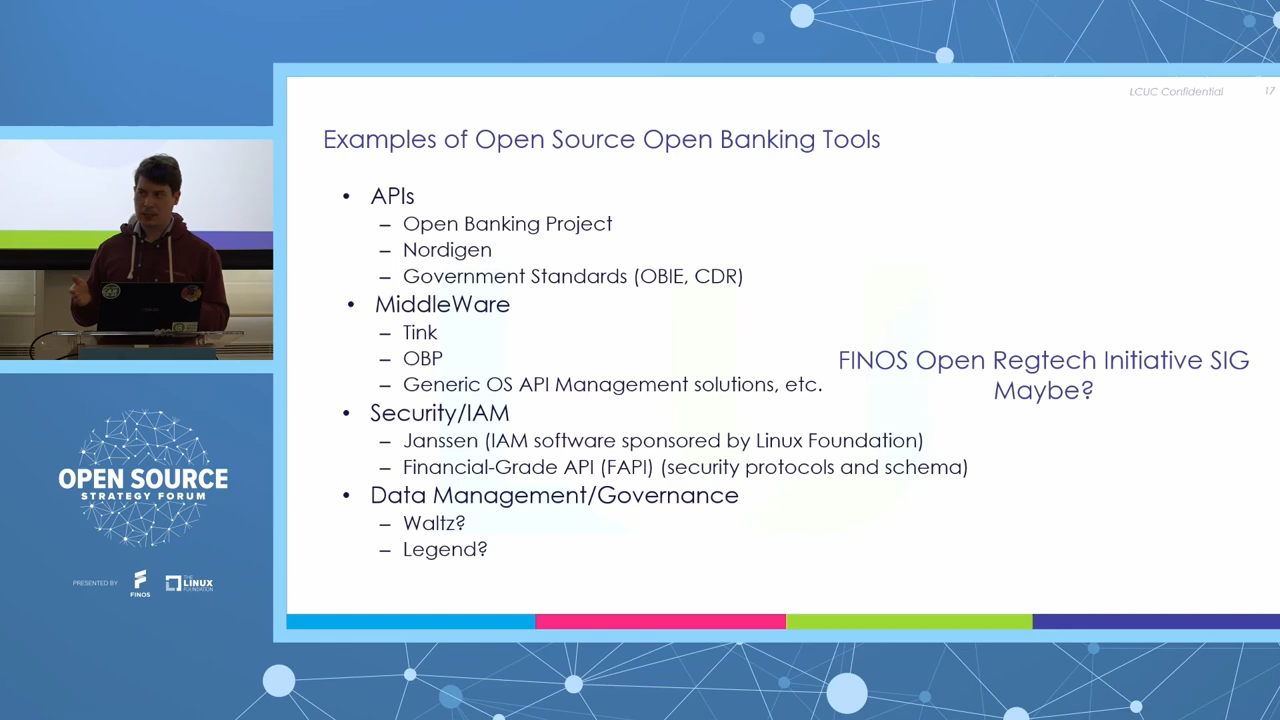 LCUC Confidential 17
Examples of Open Source Open Banking Tools
• APIs
– Open Banking Project
– Nordigen
– Government Standards (OBIE, CDR)
• MiddleWare
– Tink
– OBP
– Generic OS API Management solutions, etc.
FINOS Open Regtech Initiative SIG
Maybe?
• Security/IAM
– Janssen (IAM software sponsored by Linux Foundation)
– Financial-Grade API (FAPI) (security protocols and schema)
• Data Management/Governance
– Waltz?
– Legend?
OPEN SOURCE
STRATEGY FORUM
PRESENTED BY
FINOS
THE
LINUX
FOUNDATION